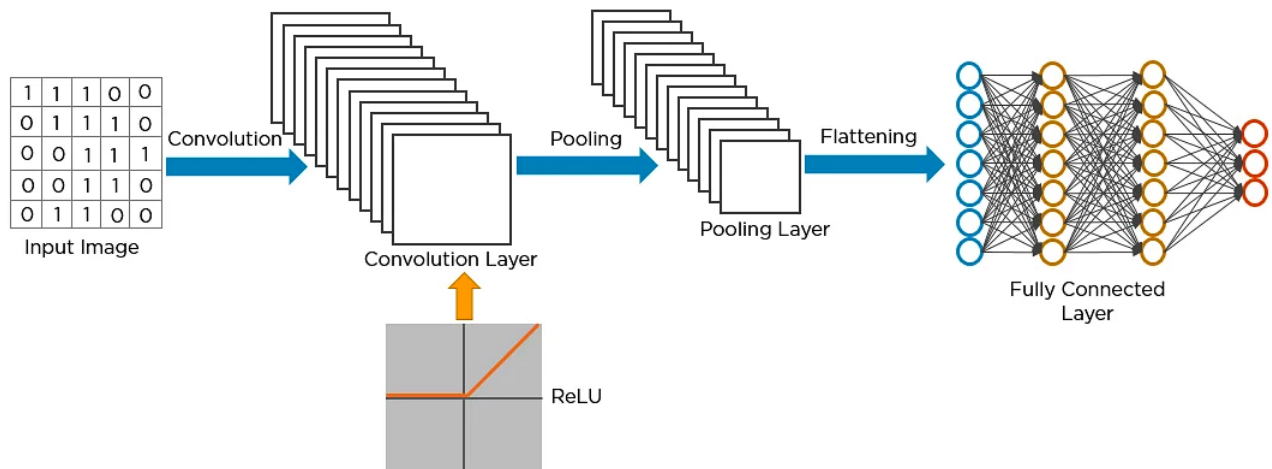 1 1 1 0 0
0 1 1 1 0
0 0 1 1 1
0 0 1 1 0
0 1 1 0 0
Input Image
Convolution
Convolution Layer
ReLU
Pooling
Pooling Layer
Flattening
Fully Connected
Layer